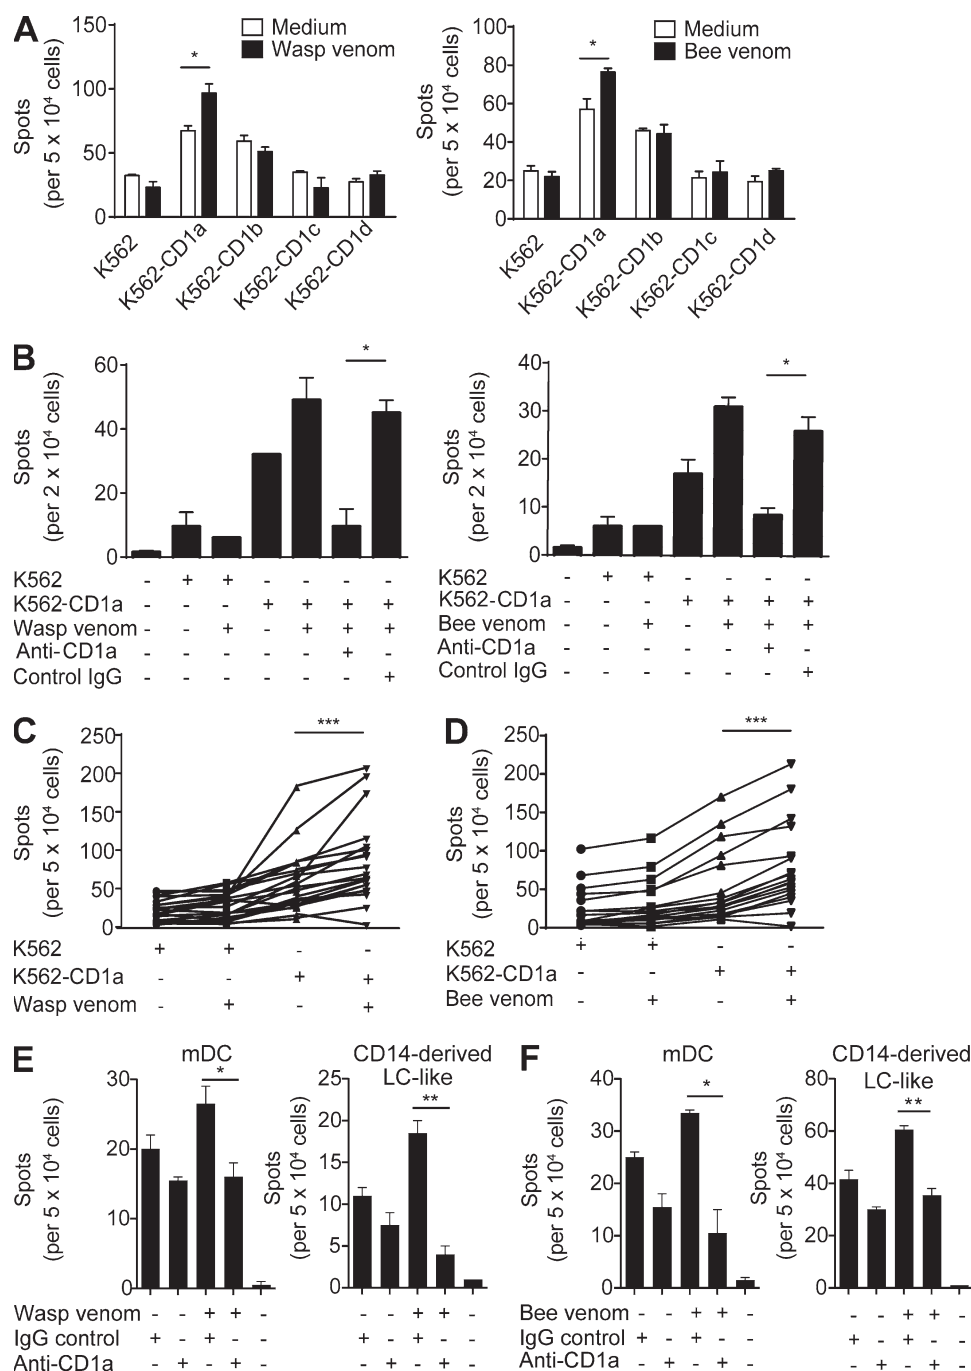 A
150
100
50
0
Spots
(per 5 x 10⁴ cells)
Medium
Wasp venom
*
K562
K562-CD1a
K562-CD1b
K562-CD1c
K562-CD1d
100
80
60
40
20
0
Spots
(per 5 x 10⁴ cells)
Medium
Bee venom
*
K562
K562-CD1a
K562-CD1b
K562-CD1c
K562-CD1d
B
60
40
20
0
Spots
(per 2 x 10⁴ cells)
*
K562 - + + - - - -
K562-CD1a - - - + + + +
Wasp venom - - + - + + +
Anti-CD1a - - - - - + -
Control IgG - - - - - - +
40
30
20
10
0
Spots
(per 2 x 10⁴ cells)
*
K562 - + + - - - -
K562-CD1a - - - + + + +
Bee venom - - + - + + +
Anti-CD1a - - - - - + -
Control IgG - - - - - - +
C
250
200
150
100
50
0
Spots
(per 5 x 10⁴ cells)
***
K562 + + - -
K562-CD1a - - + +
Wasp venom - + - +
D
250
200
150
100
50
0
Spots
(per 5 x 10⁴ cells)
***
K562 + + - -
K562-CD1a - - + +
Bee venom - + - +
E
mDC
30
20
10
0
Spots
(per 5 x 10⁴ cells)
*
CD14-derived
LC-like
25
20
15
10
5
0
Spots
(per 5 x 10⁴ cells)
**
Wasp venom - - + + - - - + + -
IgG control + - + - - + - + - -
Anti-CD1a - + - + - - + - + -
F
mDC
40
30
20
10
0
Spots
(per 5 x 10⁴ cells)
*
CD14-derived
LC-like
80
60
40
20
0
Spots
(per 5 x 10⁴ cells)
**
Bee venom - - + + - - - + + -
IgG control + - + - - + - + - -
Anti-CD1a - + - + - - + - + -